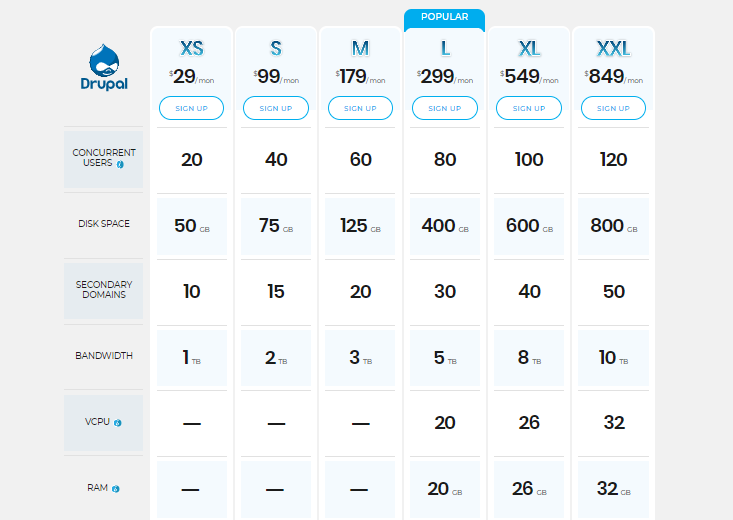 POPULAR
XS S M L XL XXL
$29/mon $99/mon $179/mon $299/mon $549/mon $849/mon
Drupal
SIGN UP SIGN UP SIGN UP SIGN UP SIGN UP SIGN UP
CONCURRENT
USERS 20 40 60 80 100 120
DISK SPACE 50 GB 75 GB 125 GB 400 GB 600 GB 800 GB
SECONDARY
DOMAINS 10 15 20 30 40 50
BANDWIDTH 1 TB 2 TB 3 TB 5 TB 8 TB 10 TB
VCPU — — — 20 26 32
RAM — — — 20 GB 26 GB 32 GB